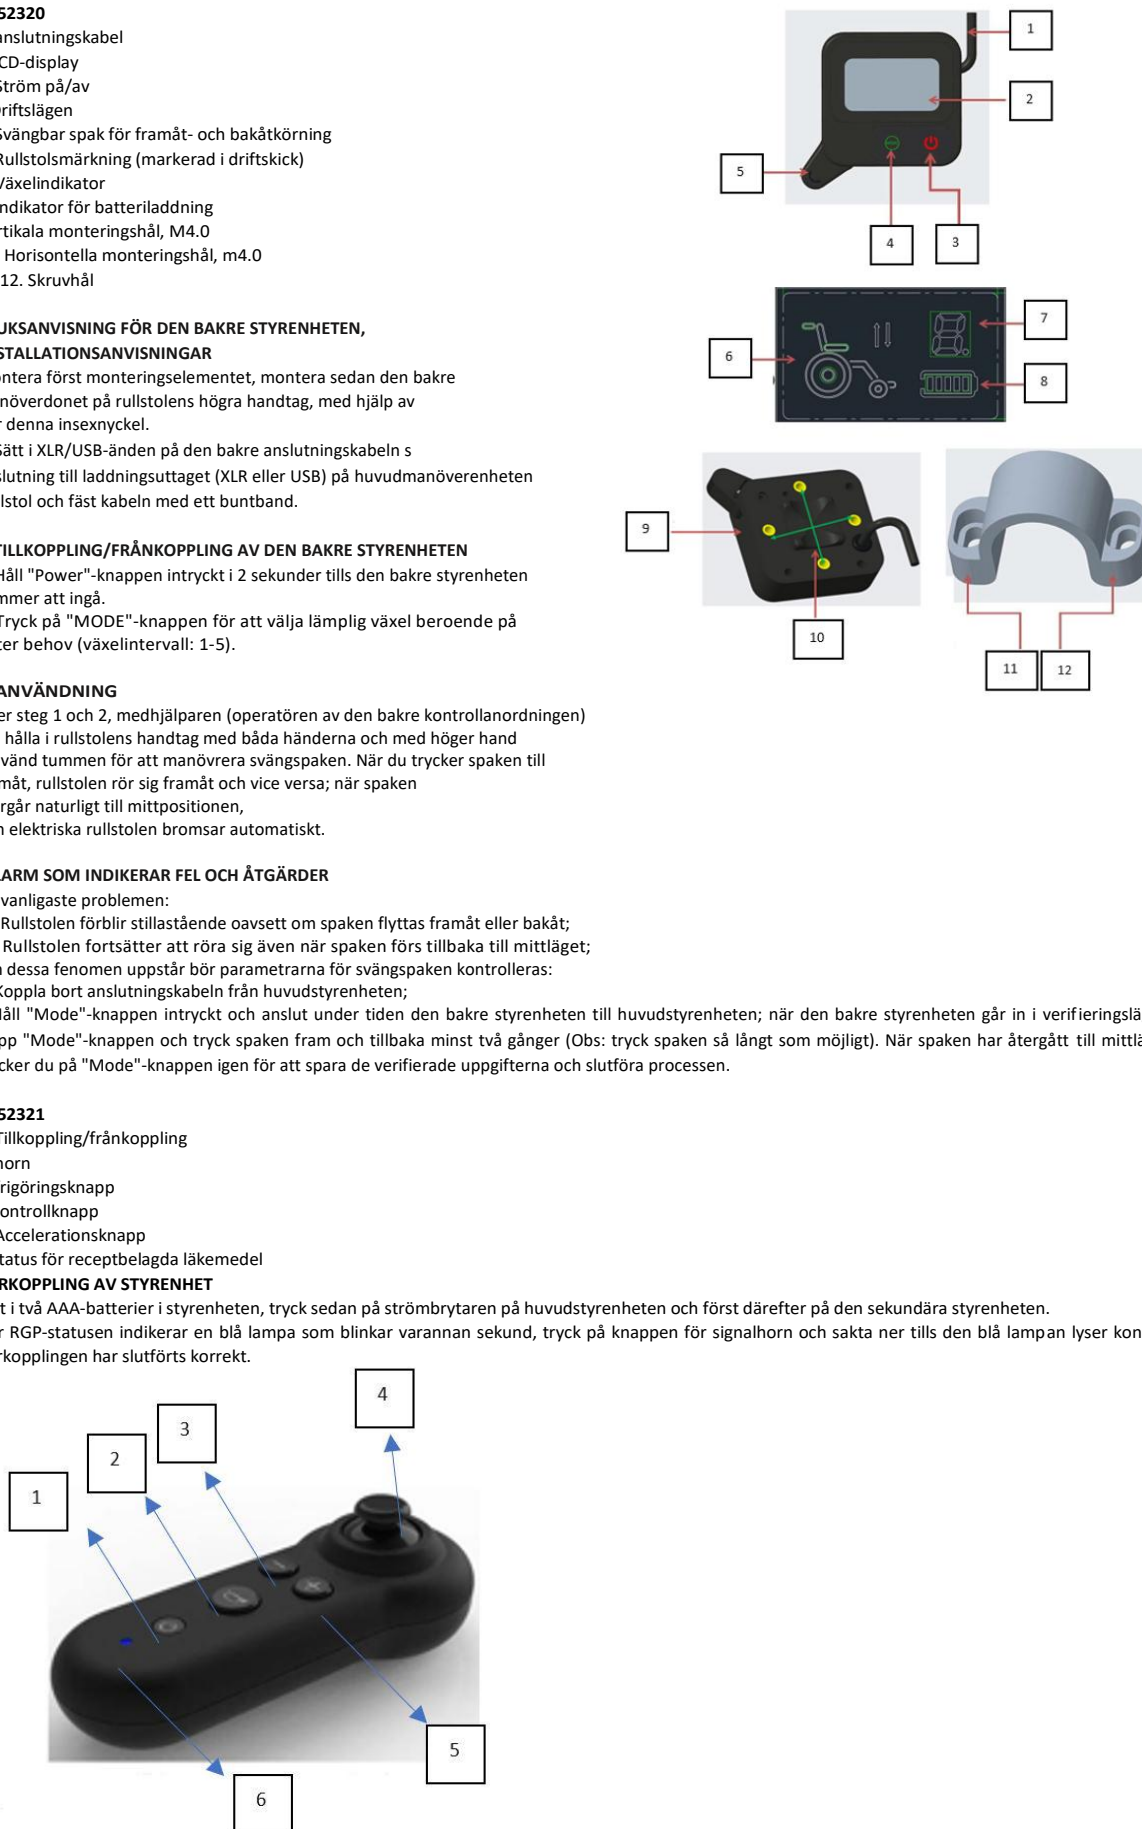 52320
anslutningskabel
CD-display
Ström på/av
Driftslägen
Svängbar spak för framåt- och bakåtkörning
Rullstolsmärkning (markerad i driftskick)
Växelindikator
ndikator för batteriladdning
rtikala monteringshål, M4.0
Horisontella monteringshål, m4.0
12. Skruvhål
1
2
3
4
5
6
7
8
9
10
11
12
UKSANVISNING FÖR DEN BAKRE STYRENHETEN,
STALLATIONSANVISNINGAR
ontera först monteringselementet, montera sedan den bakre
növerdonet på rullstolens högra handtag, med hjälp av
r denna insexnyckel.
Sätt i XLR/USB-änden på den bakre anslutningskabeln s
slutning till laddningsuttaget (XLR eller USB) på huvudmanöverenheten
lstol och fäst kabeln med ett buntband.
TILLKOPPLING/FRÅNKOPPLING AV DEN BAKRE STYRENHETEN
Håll "Power"-knappen intryckt i 2 sekunder tills den bakre styrenheten
mmer att ingå.
Tryck på "MODE"-knappen för att välja lämplig växel beroende på
ter behov (växelintervall: 1-5).
ANVÄNDNING
er steg 1 och 2, medhjälparen (operatören av den bakre kontrollanordningen)
hålla i rullstolens handtag med båda händerna och med höger hand
vänd tummen för att manövrera svängspaken. När du trycker spaken till
måt, rullstolen rör sig framåt och vice versa; när spaken
rgår naturligt till mittpositionen,
n elektriska rullstolen bromsar automatiskt.
LARM SOM INDIKERAR FEL OCH ÅTGÄRDER
vanligaste problemen:
Rullstolen förblir stillastående oavsett om spaken flyttas framåt eller bakåt;
Rullstolen fortsätter att röra sig även när spaken förs tillbaka till mittläget;
n dessa fenomen uppstår bör parametrarna för svängspaken kontrolleras:
Koppla bort anslutningskabeln från huvudstyrenheten;
Håll "Mode"-knappen intryckt och anslut under tiden den bakre styrenheten till huvudstyrenheten; när den bakre styrenheten går in i verifieringslä
pp "Mode"-knappen och tryck spaken fram och tillbaka minst två gånger (Obs: tryck spaken så långt som möjligt). När spaken har återgått till mittlä
cker du på "Mode"-knappen igen för att spara de verifierade uppgifterna och slutföra processen.
52321
Tillkoppling/frånkoppling
horn
rigöringsknapp
ontrollknapp
Accelerationsknapp
tatus för receptbelagda läkemedel
RKOPPLING AV STYRENHET
t i två AAA-batterier i styrenheten, tryck sedan på strömbrytaren på huvudstyrenheten och först därefter på den sekundära styrenheten.
r RGP-statusen indikerar en blå lampa som blinkar varannan sekund, tryck på knappen för signalhorn och sakta ner tills den blå lampan lyser kon
rkopplingen har slutförts korrekt.
1
2
3
4
5
6